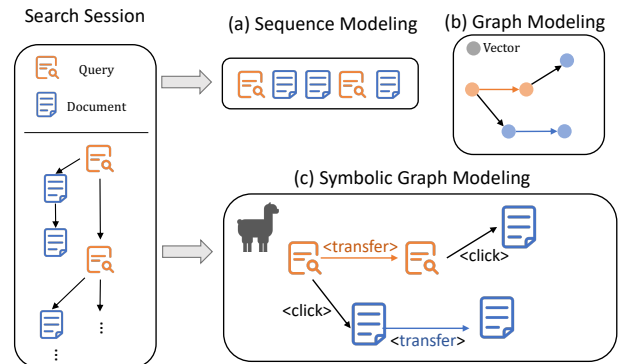 Search Session
Query
Document
...
...
(a) Sequence Modeling
(b) Graph Modeling
Vector
(c) Symbolic Graph Modeling
<transfer>
<click>
<click>
<transfer>